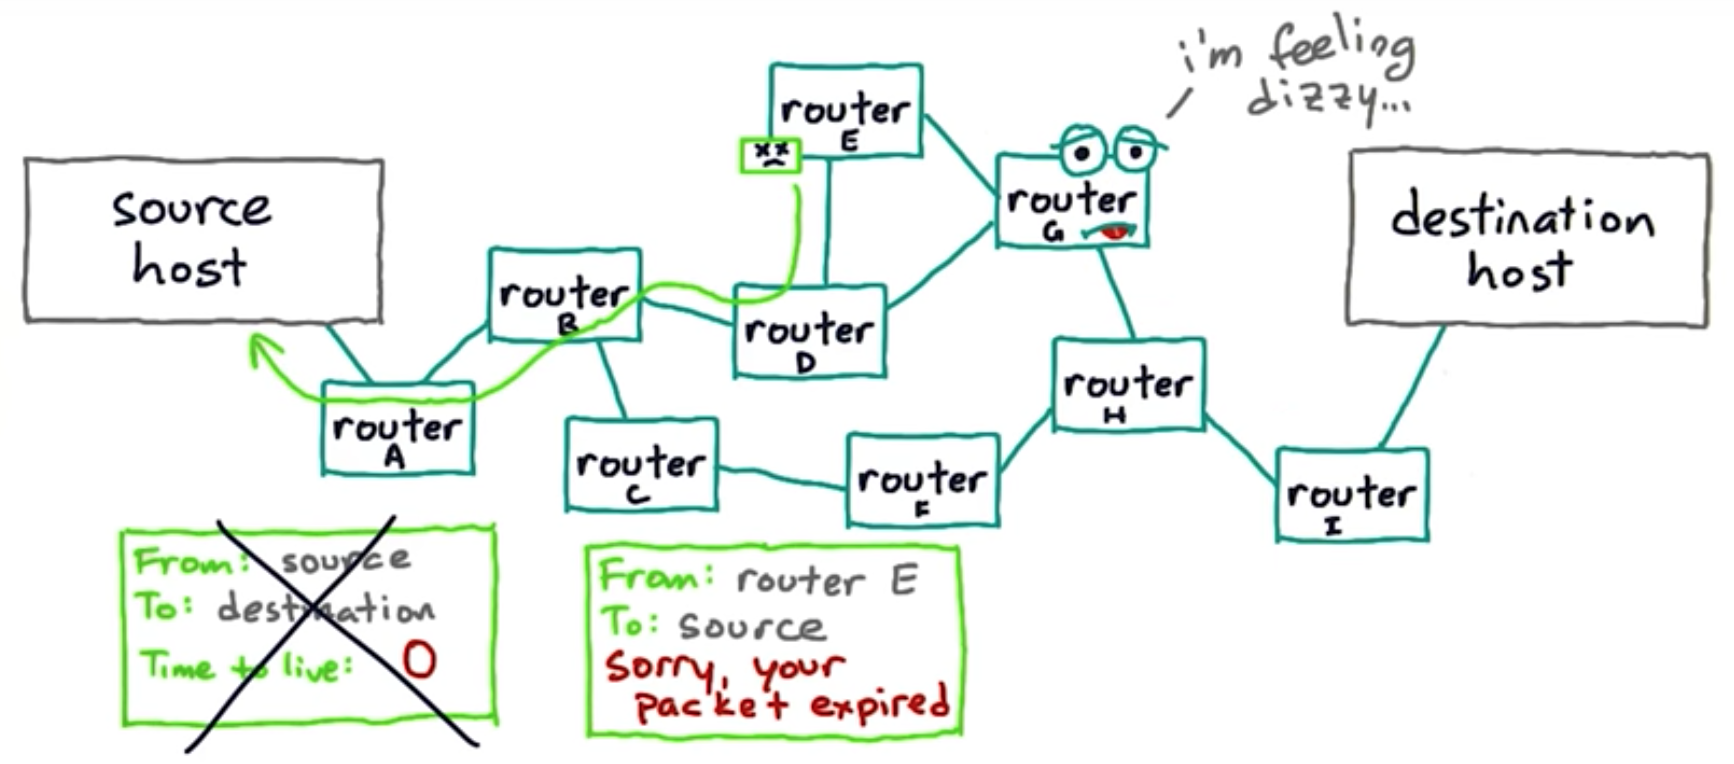 i'm feeling
dizzy...
router
E
source
host
router
G
destination
host
router
B
router
D
router
A
router
C
router
F
router
H
router
I
From: source
To: destination
Time to live: 0
From: router E
To: source
Sorry, your
packet expired
xx